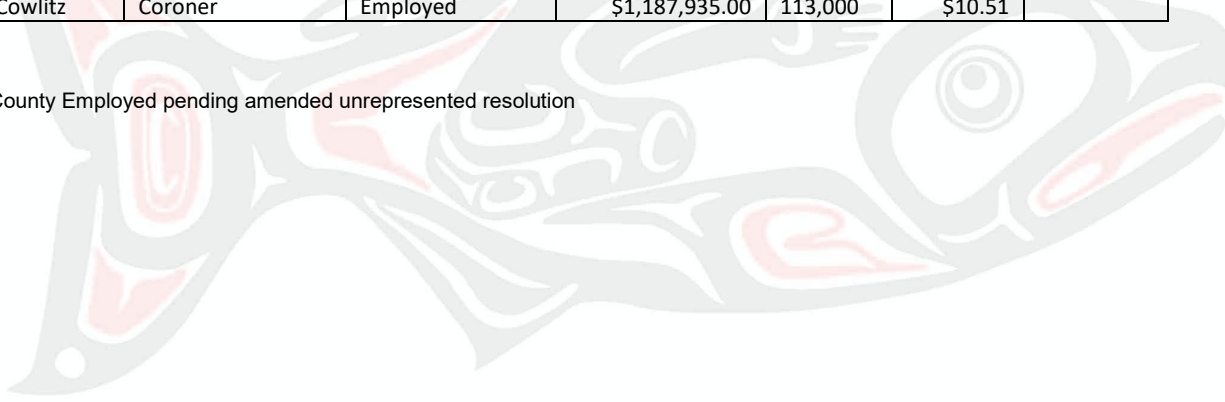 Cowlitz Coroner Employed $1,187,935.00 113,000 $10.51
County Employed pending amended unrepresented resolution